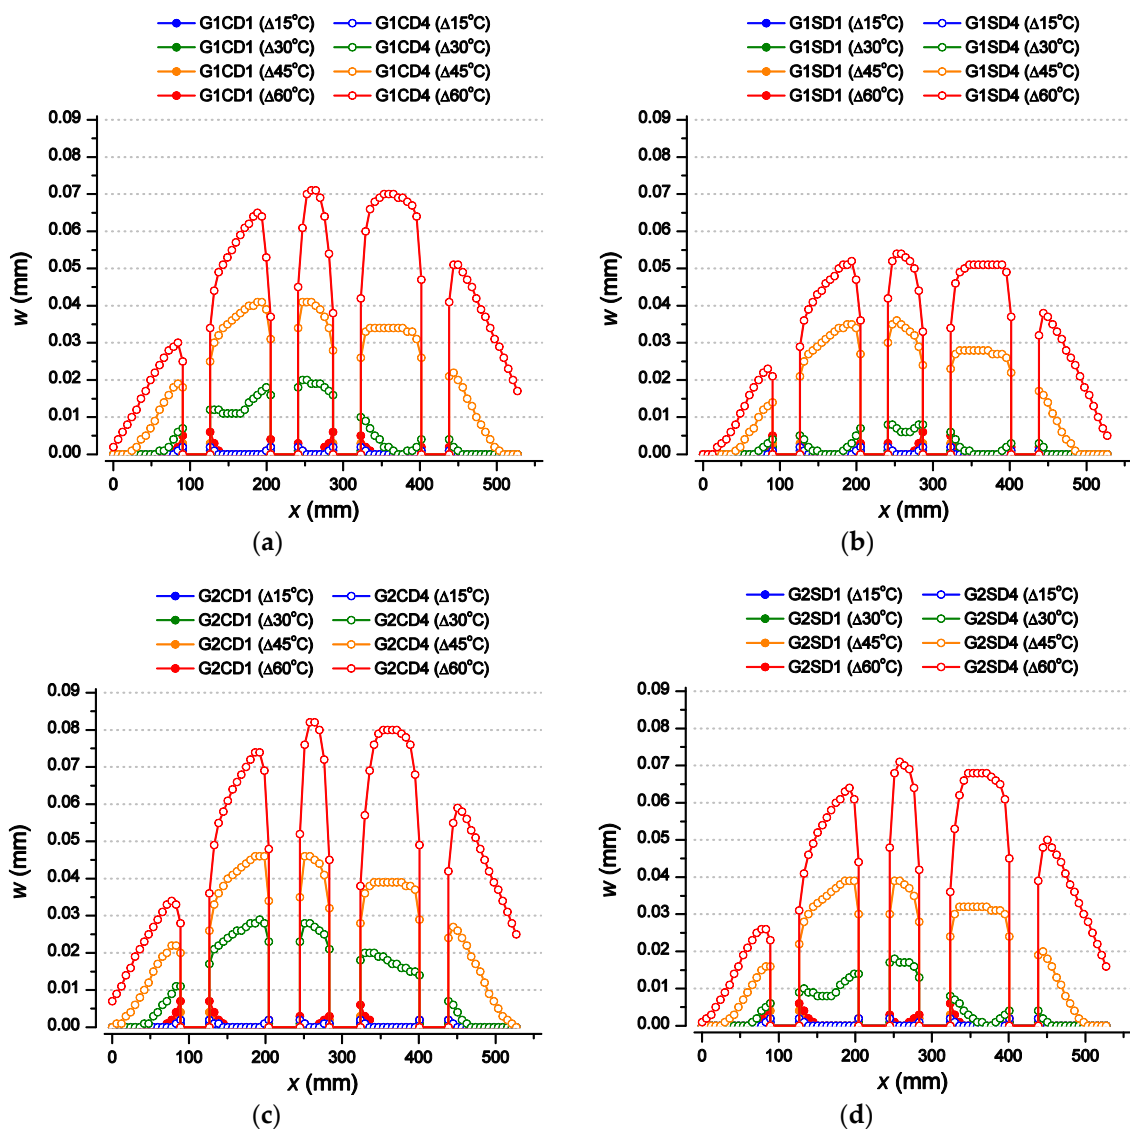 G1CD1 (Δ15°C) G1CD4 (Δ15°C)
G1CD1 (Δ30°C) G1CD4 (Δ30°C)
G1CD1 (Δ45°C) G1CD4 (Δ45°C)
G1CD1 (Δ60°C) G1CD4 (Δ60°C)
0.09
0.08
0.07
0.06
0.05
0.04
0.03
0.02
0.01
0.00
w (mm)
0 100 200 300 400 500
x (mm)
(a)
G1SD1 (Δ15°C) G1SD4 (Δ15°C)
G1SD1 (Δ30°C) G1SD4 (Δ30°C)
G1SD1 (Δ45°C) G1SD4 (Δ45°C)
G1SD1 (Δ60°C) G1SD4 (Δ60°C)
0.09
0.08
0.07
0.06
0.05
0.04
0.03
0.02
0.01
0.00
w (mm)
0 100 200 300 400 500
x (mm)
(b)
G2CD1 (Δ15°C) G2CD4 (Δ15°C)
G2CD1 (Δ30°C) G2CD4 (Δ30°C)
G2CD1 (Δ45°C) G2CD4 (Δ45°C)
G2CD1 (Δ60°C) G2CD4 (Δ60°C)
0.09
0.08
0.07
0.06
0.05
0.04
0.03
0.02
0.01
0.00
w (mm)
0 100 200 300 400 500
x (mm)
(c)
G2SD1 (Δ15°C) G2SD4 (Δ15°C)
G2SD1 (Δ30°C) G2SD4 (Δ30°C)
G2SD1 (Δ45°C) G2SD4 (Δ45°C)
G2SD1 (Δ60°C) G2SD4 (Δ60°C)
0.09
0.08
0.07
0.06
0.05
0.04
0.03
0.02
0.01
0.00
w (mm)
0 100 200 300 400 500
x (mm)
(d)